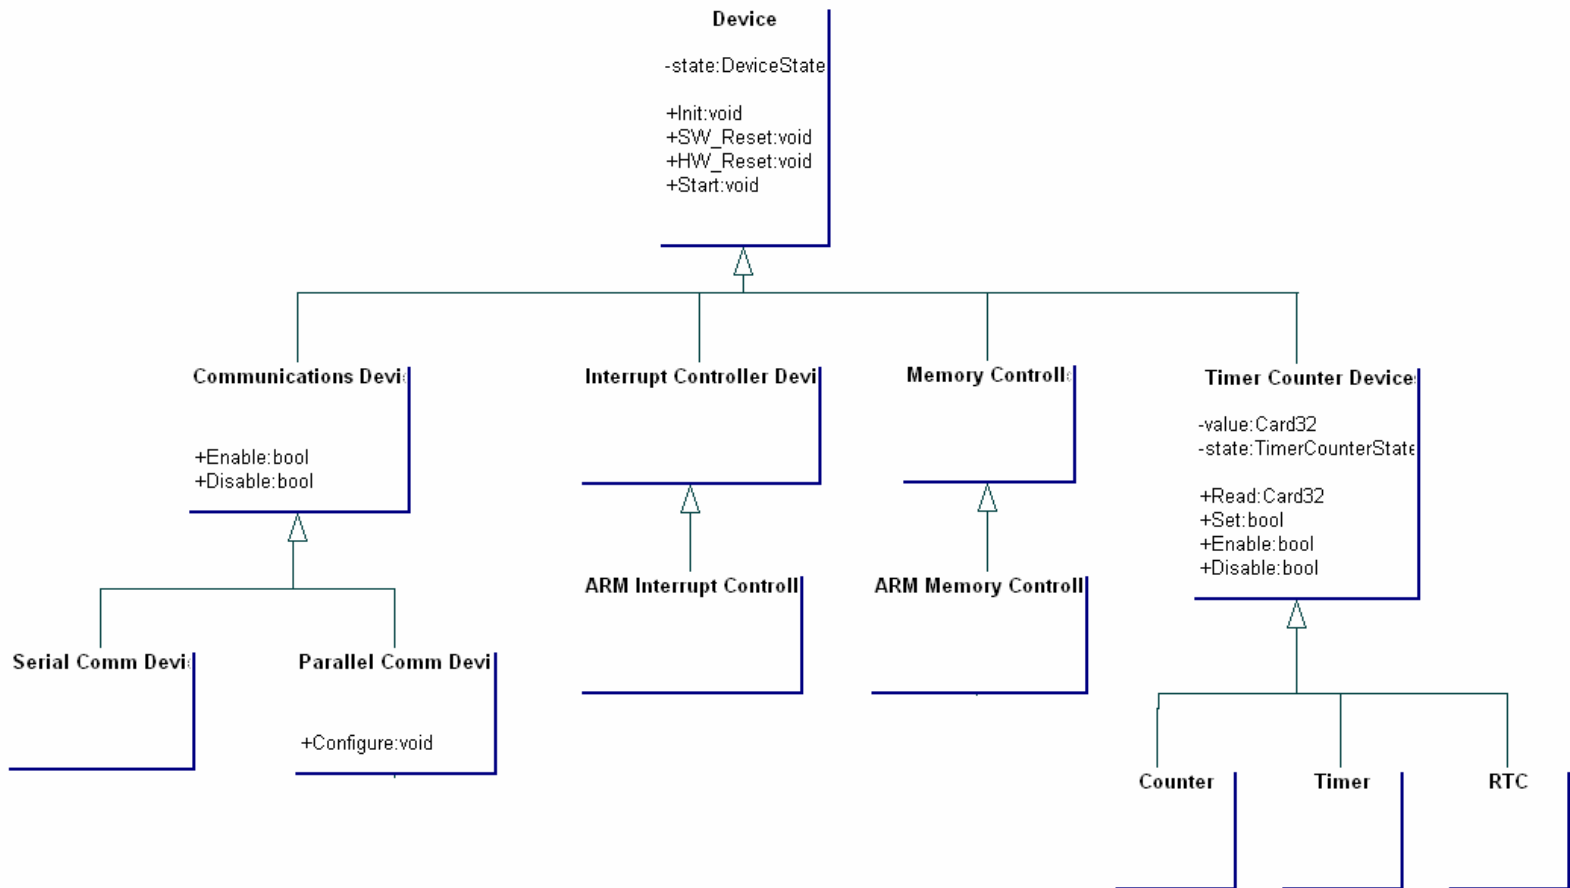 Device
-state:DeviceState
+Init:void
+SW_Reset:void
+HW_Reset:void
+Start:void
Communications Devi
+Enable:bool
+Disable:bool
Interrupt Controller Devi
Memory Controll
Timer Counter Device
-value:Card32
-state:TimerCounterState
+Read:Card32
+Set:bool
+Enable:bool
+Disable:bool
Serial Comm Devi
Parallel Comm Devi
+Configure:void
ARM Interrupt Controll
ARM Memory Controll
Counter
Timer
RTC